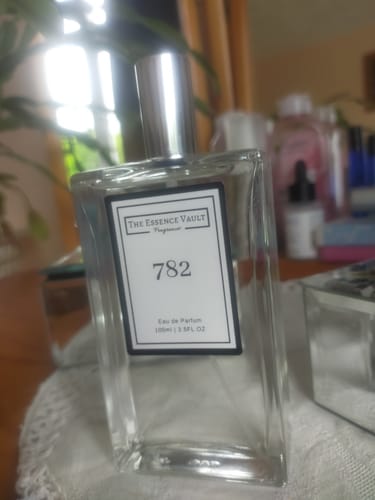 THE ESSENCE VAULT
Fragrances
782
Eau de Parfum
100ml | 3.5FL.OZ